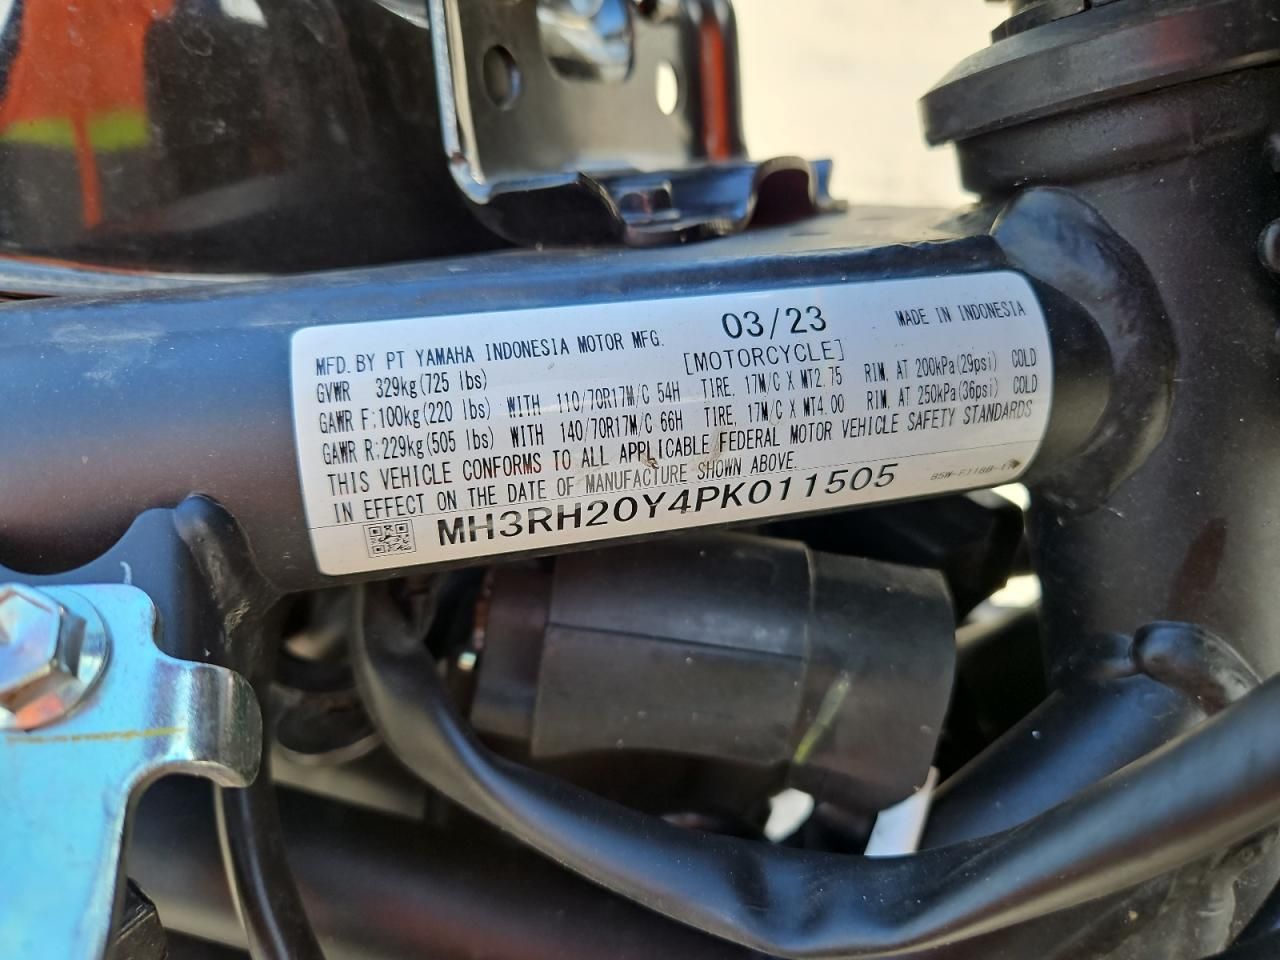 MFD. BY PT YAMAHA INDONESIA MOTOR MFG. 03/23 MADE IN INDONESIA
GVWR 329kg(725 lbs) [MOTORCYCLE]
GAWR F:100kg(220 lbs) WITH 110/70R17M/C 54H TIRE, 17M/C X MT2.75 RIM, AT 200kPa(29psi) COLD
GAWR R:229kg(505 lbs) WITH 140/70R17M/C 66H TIRE, 17M/C X MT4.00 RIM, AT 250kPa(36psi) COLD
THIS VEHICLE CONFORMS TO ALL APPLICABLE FEDERAL MOTOR VEHICLE SAFETY STANDARDS
IN EFFECT ON THE DATE OF MANUFACTURE SHOWN ABOVE.
MH3RH20Y4PK011505